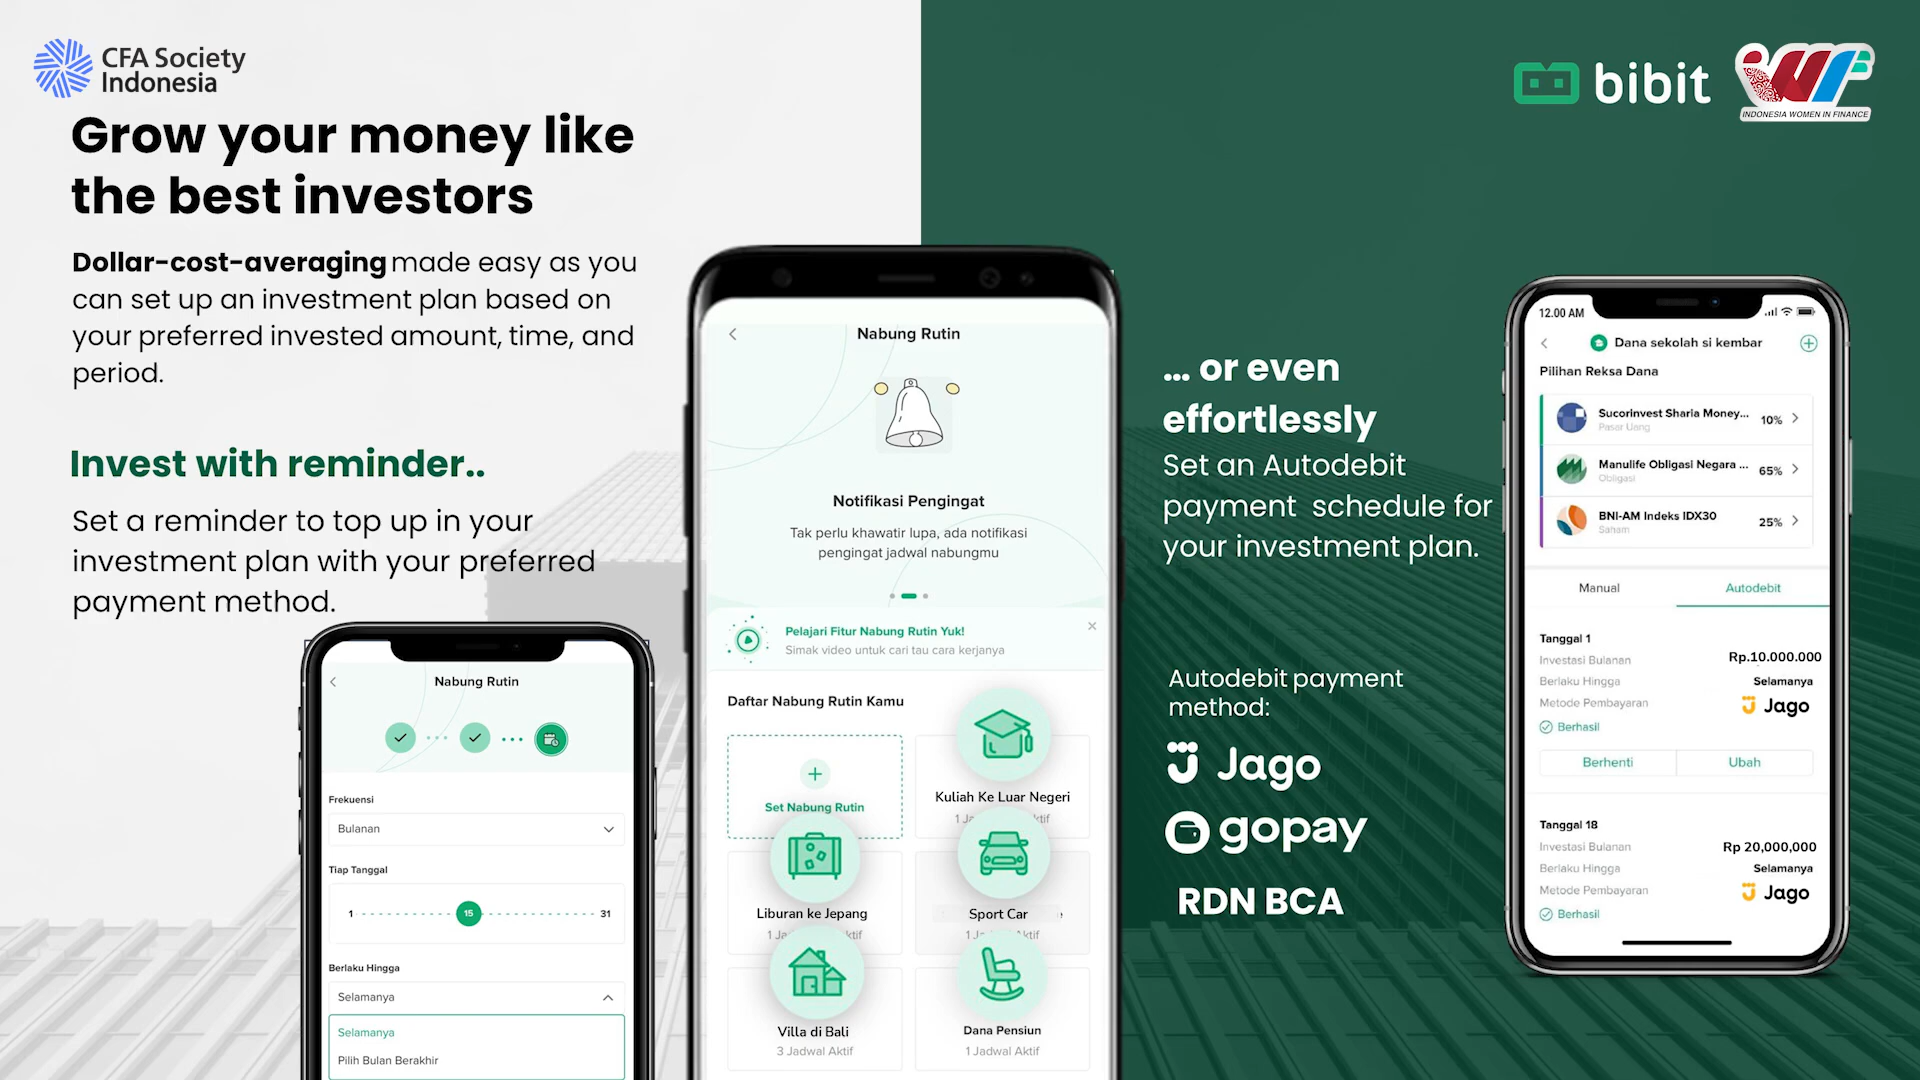 CFA Society
Indonesia
bibit
INDONESIA WOMEN IN FINANCE
Grow your money like
the best investors
Dollar-cost-averaging made easy as you
can set up an investment plan based on
your preferred invested amount, time, and
period.
Invest with reminder..
Set a reminder to top up in your
investment plan with your preferred
payment method.
Nabung Rutin
Frekuensi
Bulanan
Tiap Tanggal
1
15
31
Berlaku Hingga
Selamanya
Selamanya
Pilih Bulan Berakhir
Nabung Rutin
Notifikasi Pengingat
Tak perlu khawatir lupa, ada notifikasi
pengingat jadwal nabungmu
Pelajari Fitur Nabung Rutin Yuk!
Simak video untuk cari tau cara kerjanya
Daftar Nabung Rutin Kamu
Set Nabung Rutin
Kuliah Ke Luar Negeri
Liburan ke Jepang
Sport Car
Villa di Bali
3 Jadwal Aktif
Dana Pensiun
1 Jadwal Aktif
... or even
effortlessly
Set an Autodebit
payment schedule for
your investment plan.
Autodebit payment
method:
Jago
gopay
RDN BCA
12.00 AM
Dana sekolah si kembar
Pilihan Reksa Dana
Sucorinvest Sharia Money...
Pasar Uang
10%
Manulife Obligasi Negara ...
Obligasi
65%
BNI-AM Indeks IDX30
Saham
25%
Manual
Autodebit
Tanggal 1
Investasi Bulanan
Rp.10.000.000
Berlaku Hingga
Selamanya
Metode Pembayaran
Jago
Berhasil
Berhenti
Ubah
Tanggal 18
Investasi Bulanan
Rp 20,000,000
Berlaku Hingga
Selamanya
Metode Pembayaran
Jago
Berhasil